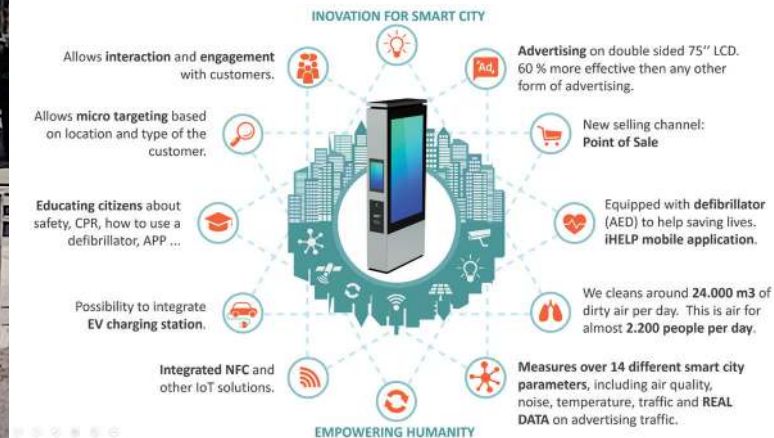 INOVATION FOR SMART CITY
Allows interaction and engagement
with customers.
Ad,
Advertising on double sided 75’’ LCD.
60 % more effective then any other
form of advertising.
Allows micro targeting based
on location and type of the
customer.
New selling channel:
Point of Sale
Educating citizens about
safety, CPR, how to use a
defibrillator, APP ...
Equipped with defibrillator
(AED) to help saving lives.
iHELP mobile application.
Possibility to integrate
EV charging station.
We cleans around 24.000 m3 of
dirty air per day. This is air for
almost 2.200 people per day.
Integrated NFC and
other IoT solutions.
Measures over 14 different smart city
parameters, including air quality,
noise, temperature, traffic and REAL
DATA on advertising traffic.
EMPOWERING HUMANITY